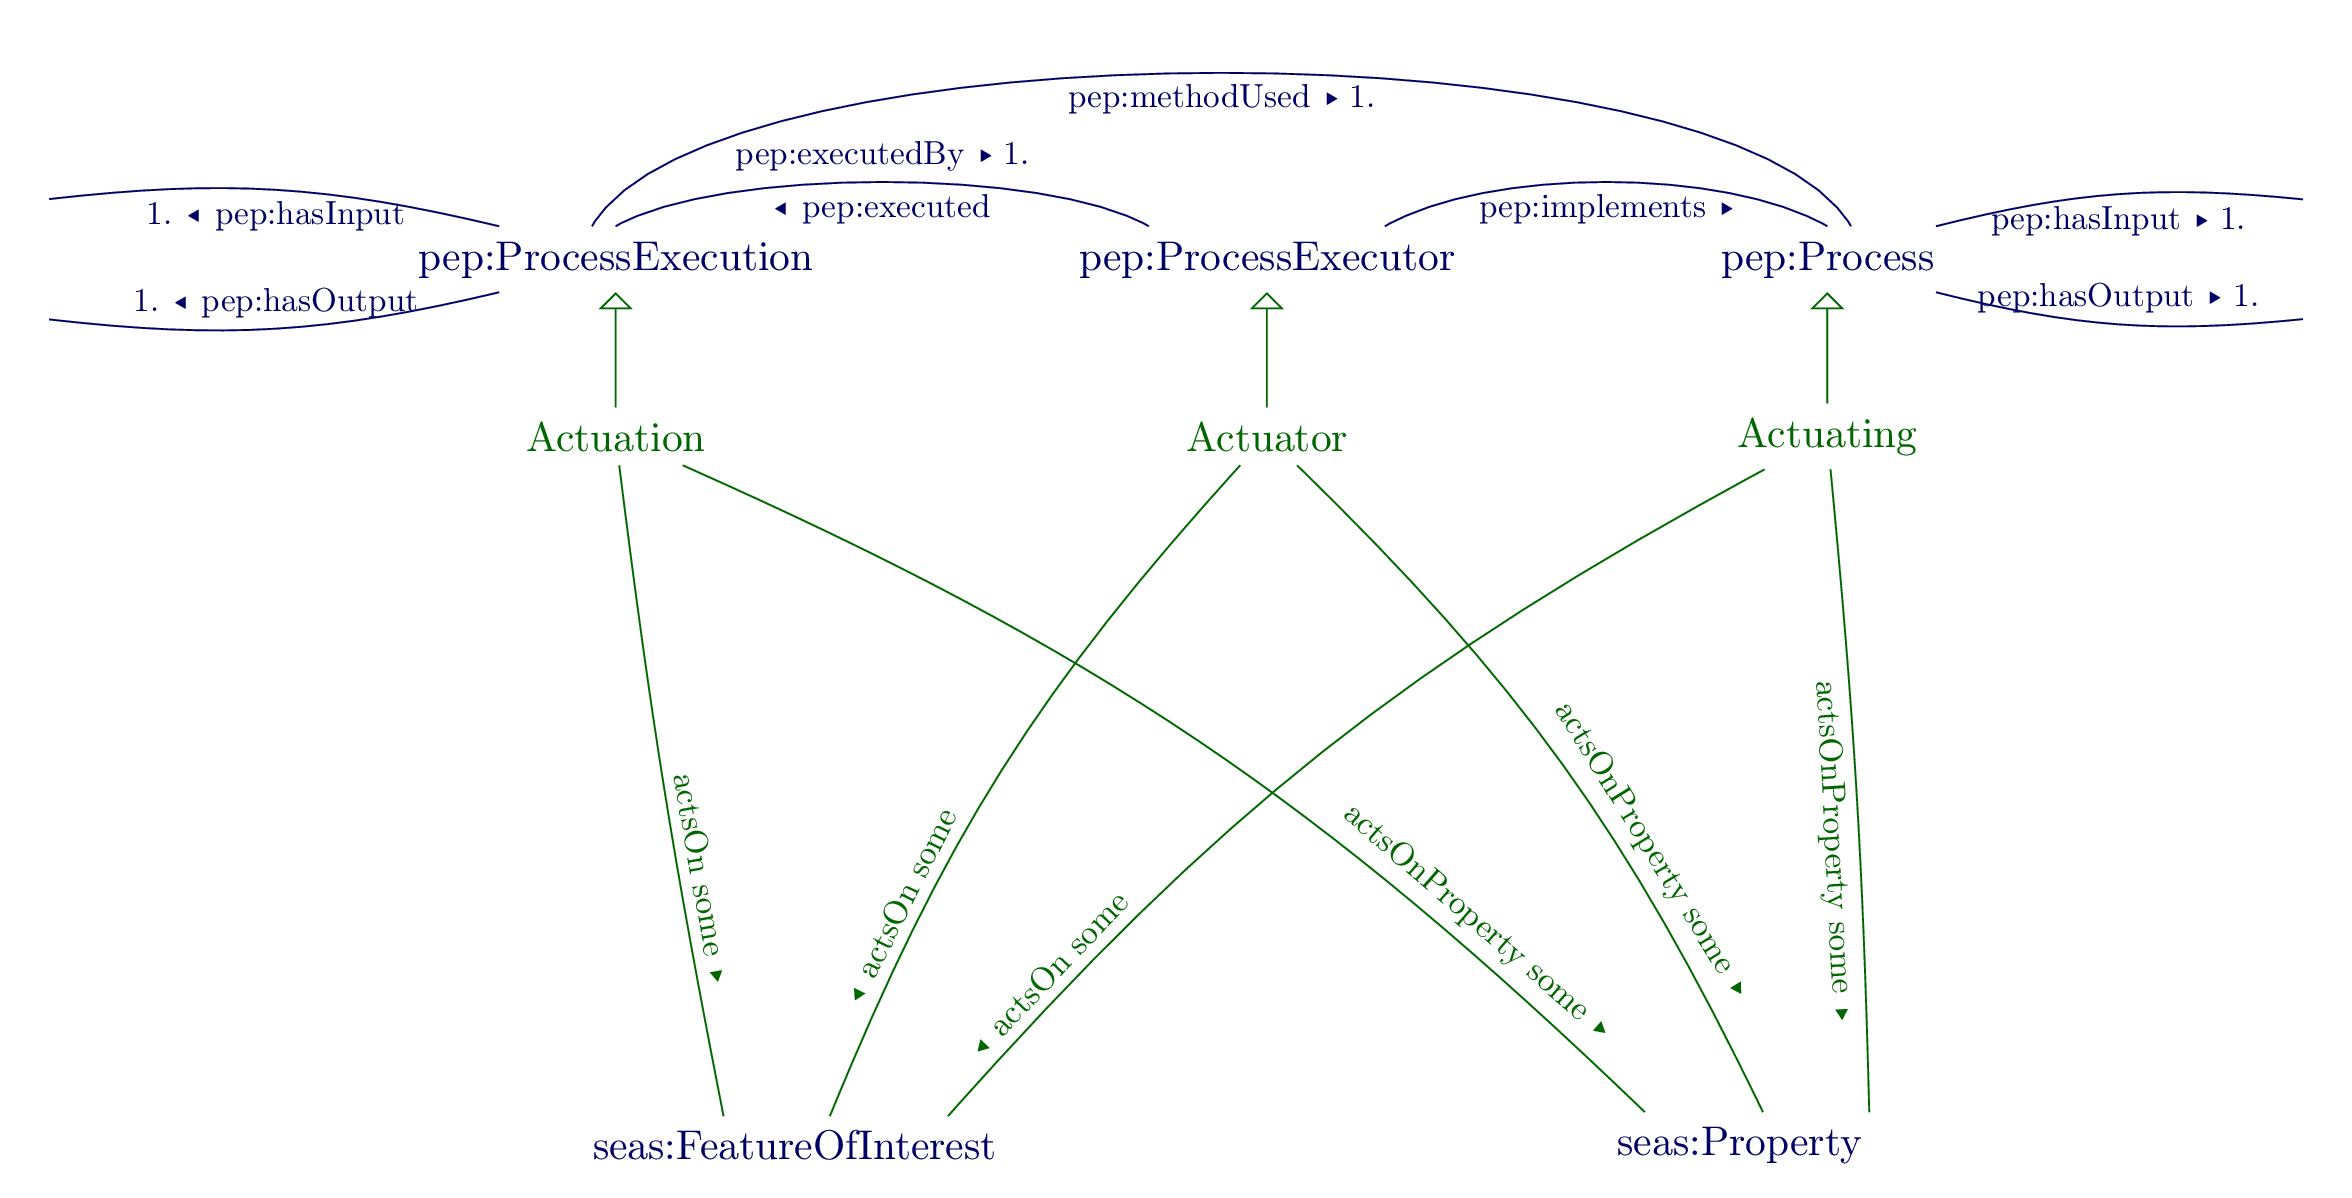 pep:methodUsed ▸ 1.
pep:executedBy ▸ 1.
1. ◂ pep:hasInput
◂ pep:executed
pep:implements ▸
pep:hasInput ▸ 1.
pep:ProcessExecution
pep:ProcessExecutor
pep:Process
1. ◂ pep:hasOutput
pep:hasOutput ▸ 1.
Actuation
Actuator
Actuating
actsOn some ▸
◂ actsOn some
◂ actsOn some
actsOnProperty some ▸
actsOnProperty some ▸
actsOnProperty some ▸
seas:FeatureOfInterest
seas:Property